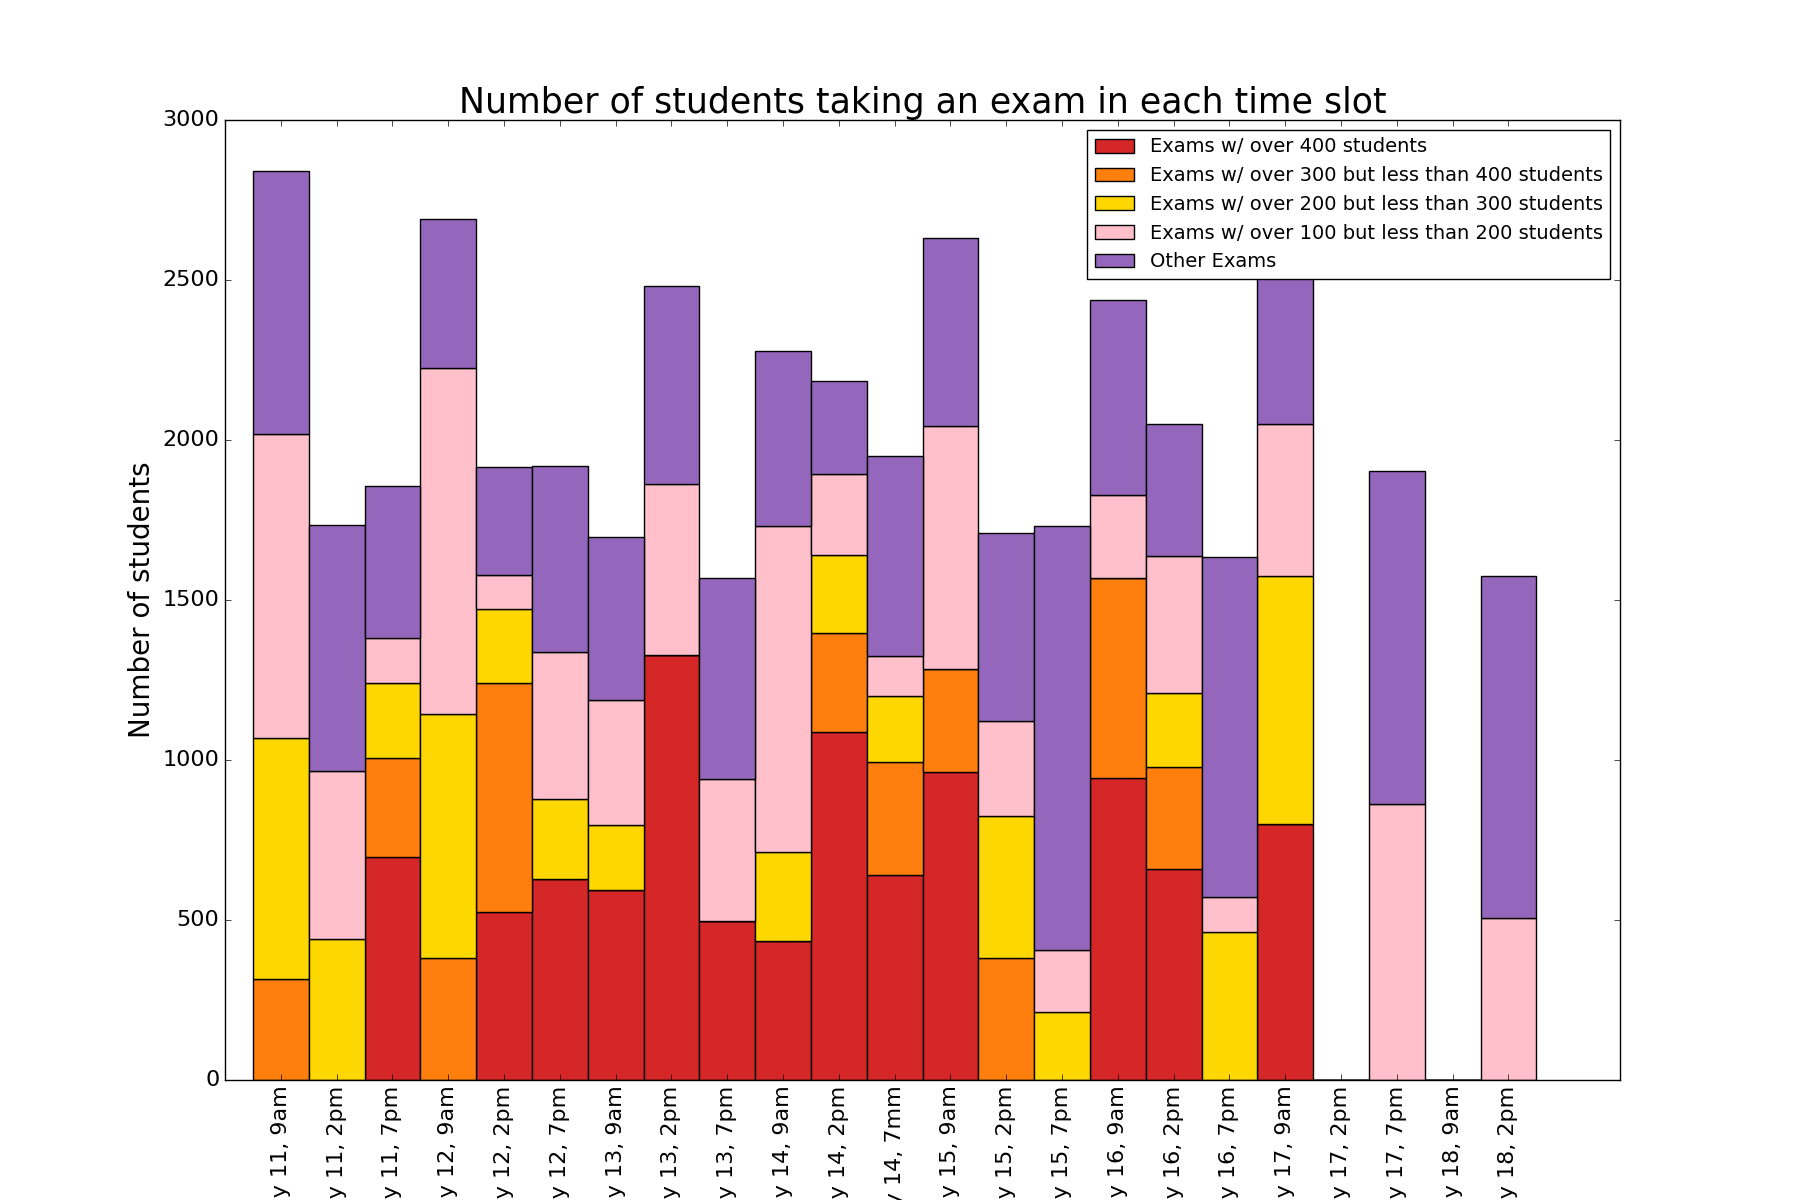 Number of students taking an exam in each time slot
Exams w/ over 400 students
Exams w/ over 300 but less than 400 students
Exams w/ over 200 but less than 300 students
Exams w/ over 100 but less than 200 students
Other Exams
Number of students
3000
2500
2000
1500
1000
500
0
y 11, 9am
y 11, 2pm
y 11, 7pm
y 12, 9am
y 12, 2pm
y 12, 7pm
y 13, 9am
y 13, 2pm
y 13, 7pm
y 14, 9am
y 14, 2pm
y 14, 7mm
y 15, 9am
y 15, 2pm
y 15, 7pm
y 16, 9am
y 16, 2pm
y 16, 7pm
y 17, 9am
y 17, 2pm
y 17, 7pm
y 18, 9am
y 18, 2pm